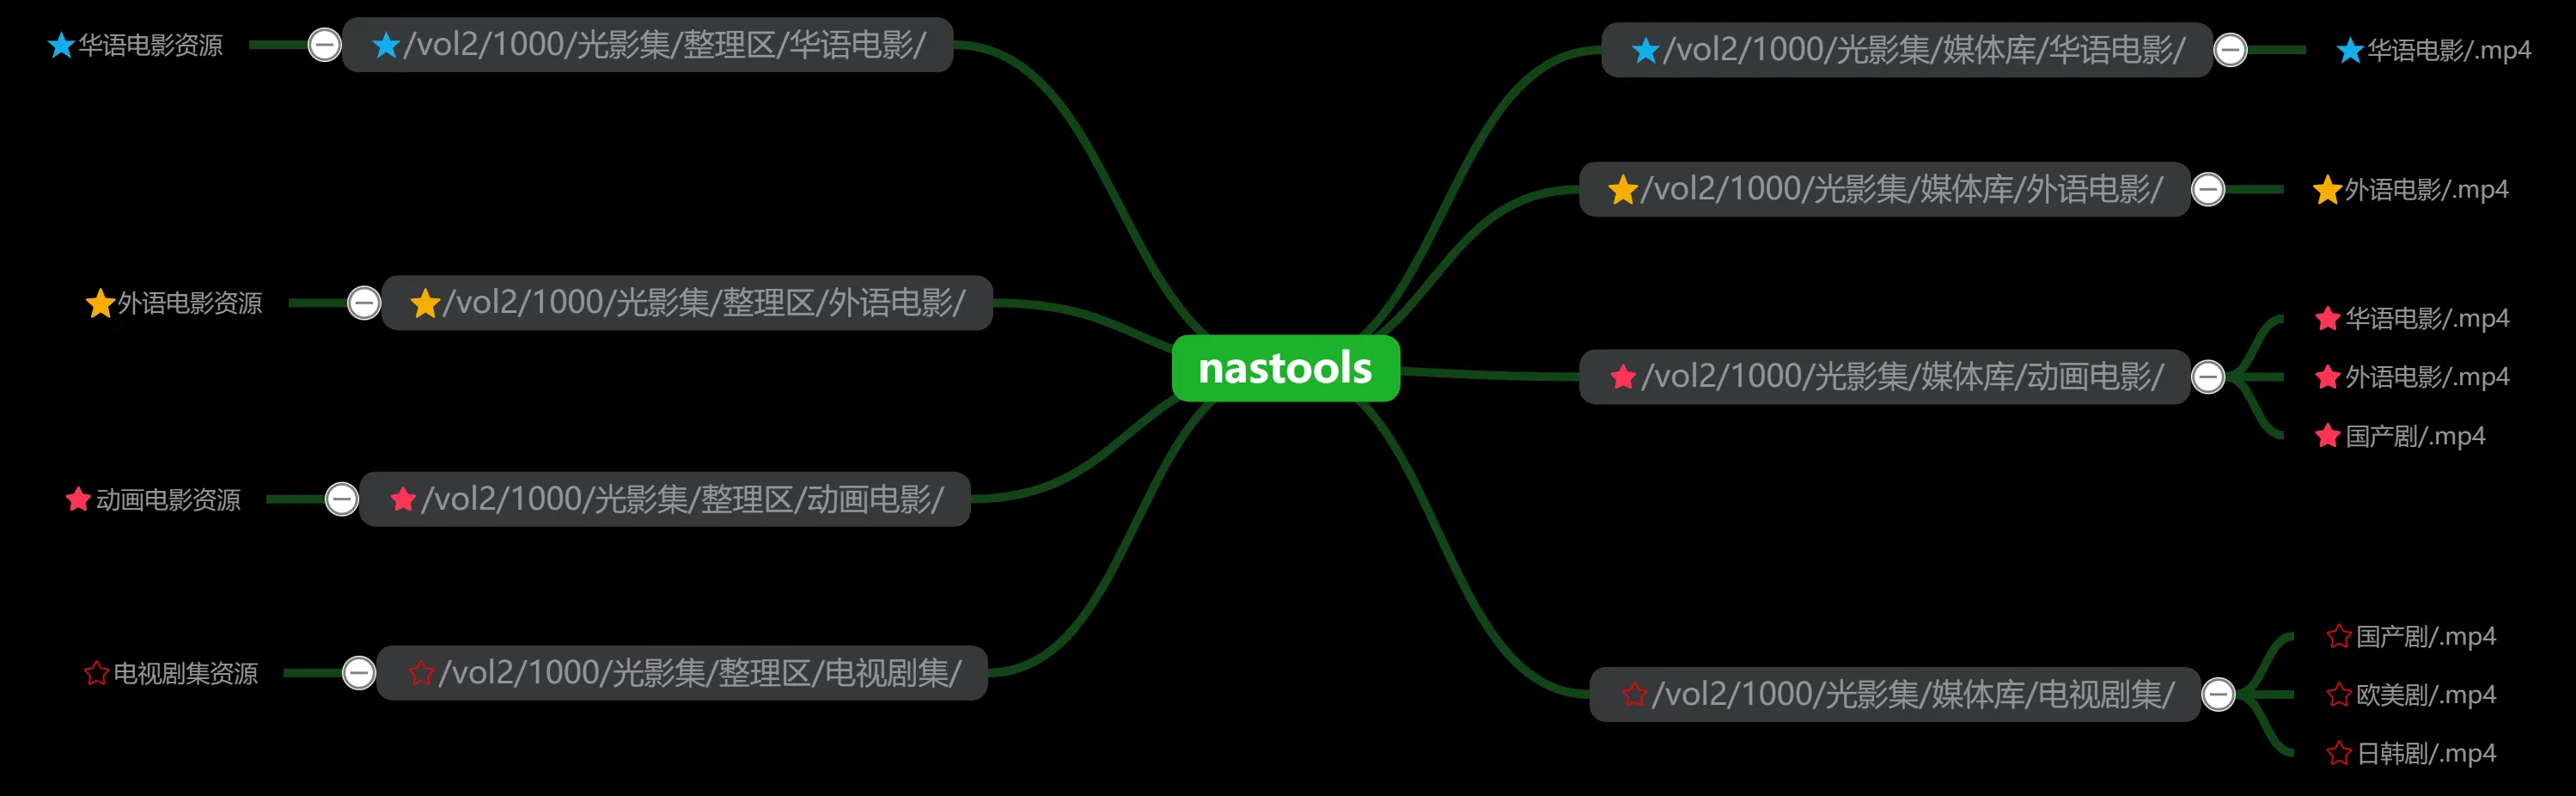 华语电影资源
/vol2/1000/光影集/整理区/华语电影/
外语电影资源
/vol2/1000/光影集/整理区/外语电影/
动画电影资源
/vol2/1000/光影集/整理区/动画电影/
电视剧集资源
/vol2/1000/光影集/整理区/电视剧集/
nastools
/vol2/1000/光影集/媒体库/华语电影/
华语电影/.mp4
/vol2/1000/光影集/媒体库/外语电影/
外语电影/.mp4
/vol2/1000/光影集/媒体库/动画电影/
华语电影/.mp4
外语电影/.mp4
国产剧/.mp4
/vol2/1000/光影集/媒体库/电视剧集/
国产剧/.mp4
欧美剧/.mp4
日韩剧/.mp4